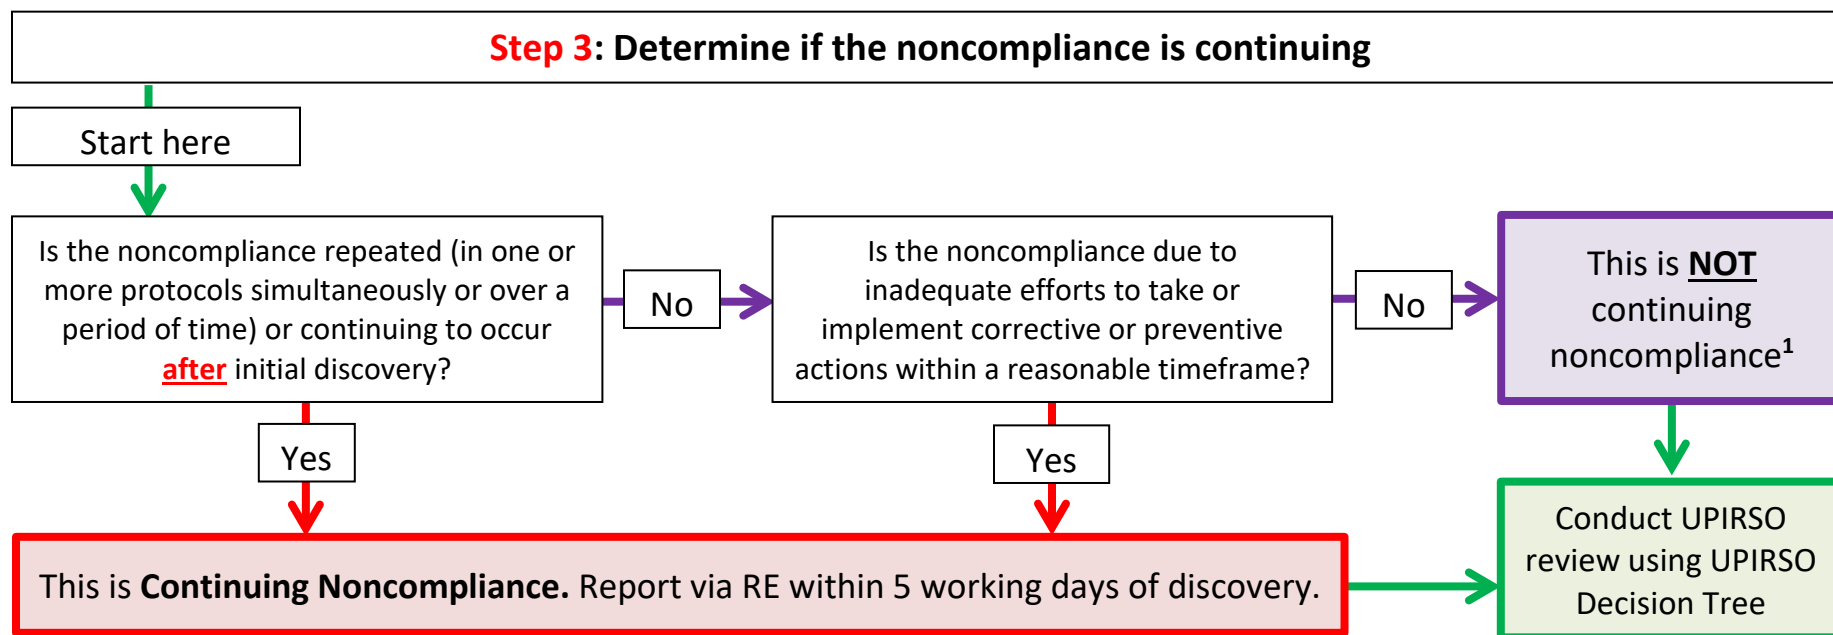 Step 3: Determine if the noncompliance is continuing
Start here
Is the noncompliance repeated (in one or
more protocols simultaneously or over a
period of time) or continuing to occur
after initial discovery?
No
Is the noncompliance due to
inadequate efforts to take or
implement corrective or preventive
actions within a reasonable timeframe?
No
This is NOT
continuing
noncompliance¹
Yes
Yes
This is Continuing Noncompliance. Report via RE within 5 working days of discovery.
Conduct UPIRSO
review using UPIRSO
Decision Tree